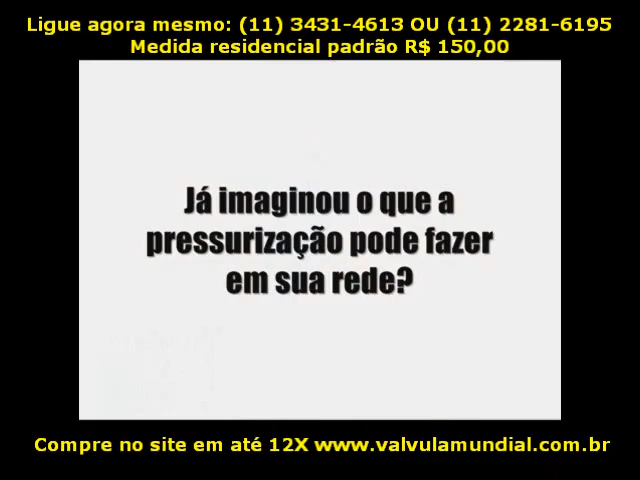 Ligue agora mesmo: (11) 3431-4613 OU (11) 2281-6195
Medida residencial padrão R$ 150,00
Já imaginou o que a
pressurização pode fazer
em sua rede?
Compre no site em até 12X www.valvulamundial.com.br